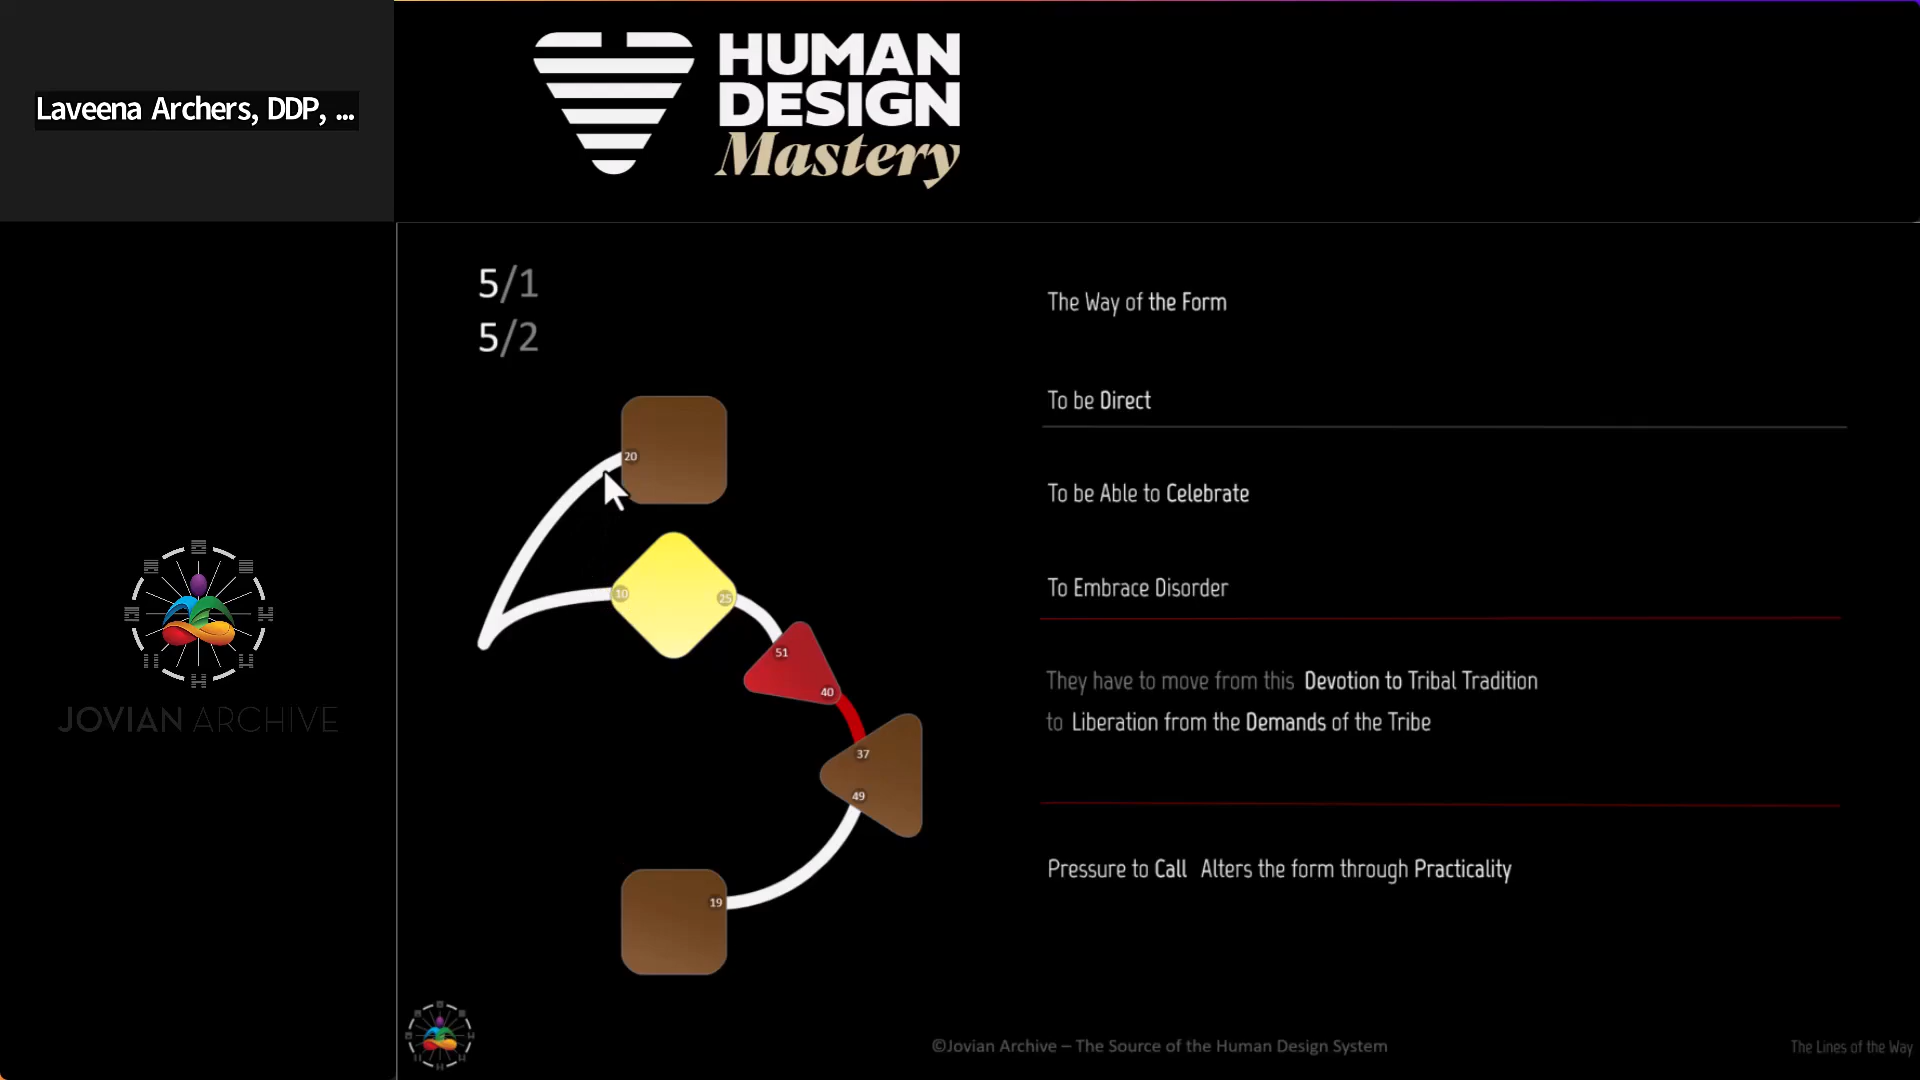 Laveena Archers, DDP, ...
HUMAN
DESIGN
Mastery
5/1
5/2
The Way of the Form
To be Direct
To be Able to Celebrate
To Embrace Disorder
They have to move from this Devotion to Tribal Tradition
to Liberation from the Demands of the Tribe
Pressure to Call Alters the form through Practicality
20
10
25
51
40
37
49
19
JOVIAN ARCHIVE
©Jovian Archive – The Source of the Human Design System
The Lines of the Way